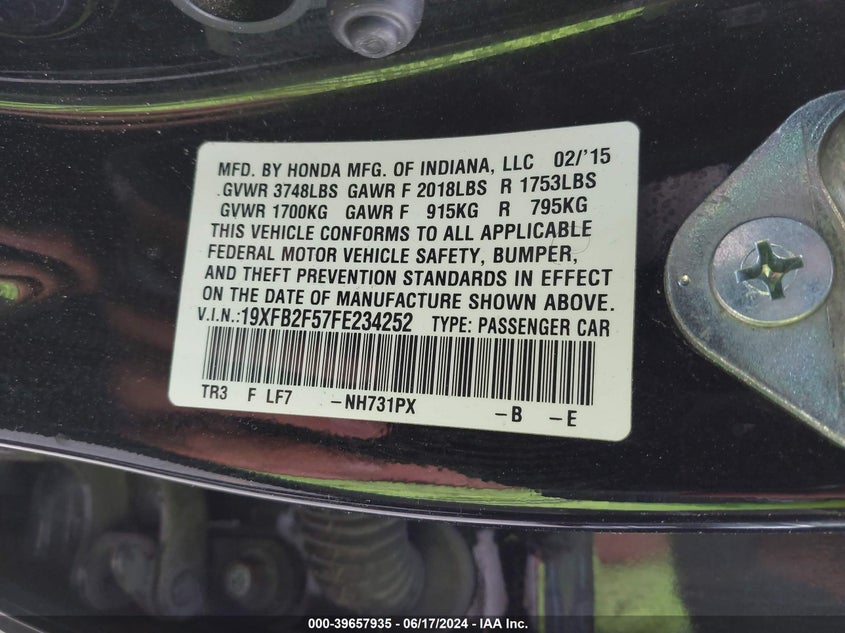 MFD. BY HONDA MFG. OF INDIANA, LLC 02/'15
GVWR 3748LBS GAWR F 2018LBS R 1753LBS
GVWR 1700KG GAWR F 915KG R 795KG
THIS VEHICLE CONFORMS TO ALL APPLICABLE
FEDERAL MOTOR VEHICLE SAFETY, BUMPER,
AND THEFT PREVENTION STANDARDS IN EFFECT
ON THE DATE OF MANUFACTURE SHOWN ABOVE.
V.I.N.:19XFB2F57FE234252 TYPE: PASSENGER CAR
TR3 F LF7 -NH731PX -B -E
000-39657935 - 06/17/2024 - IAA Inc.